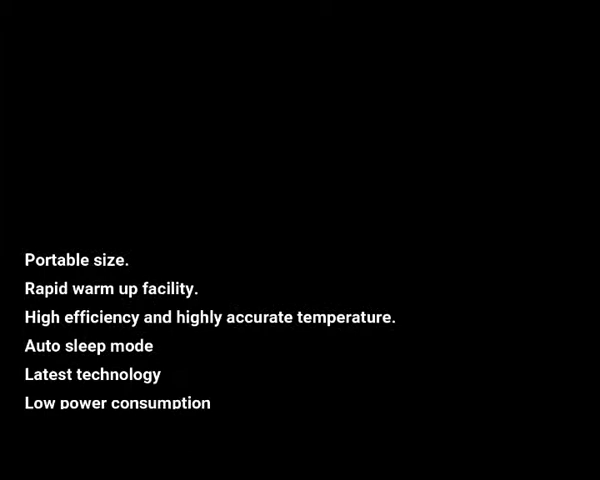 Portable size.
Rapid warm up facility.
High efficiency and highly accurate temperature.
Auto sleep mode
Latest technology
Low power consumption